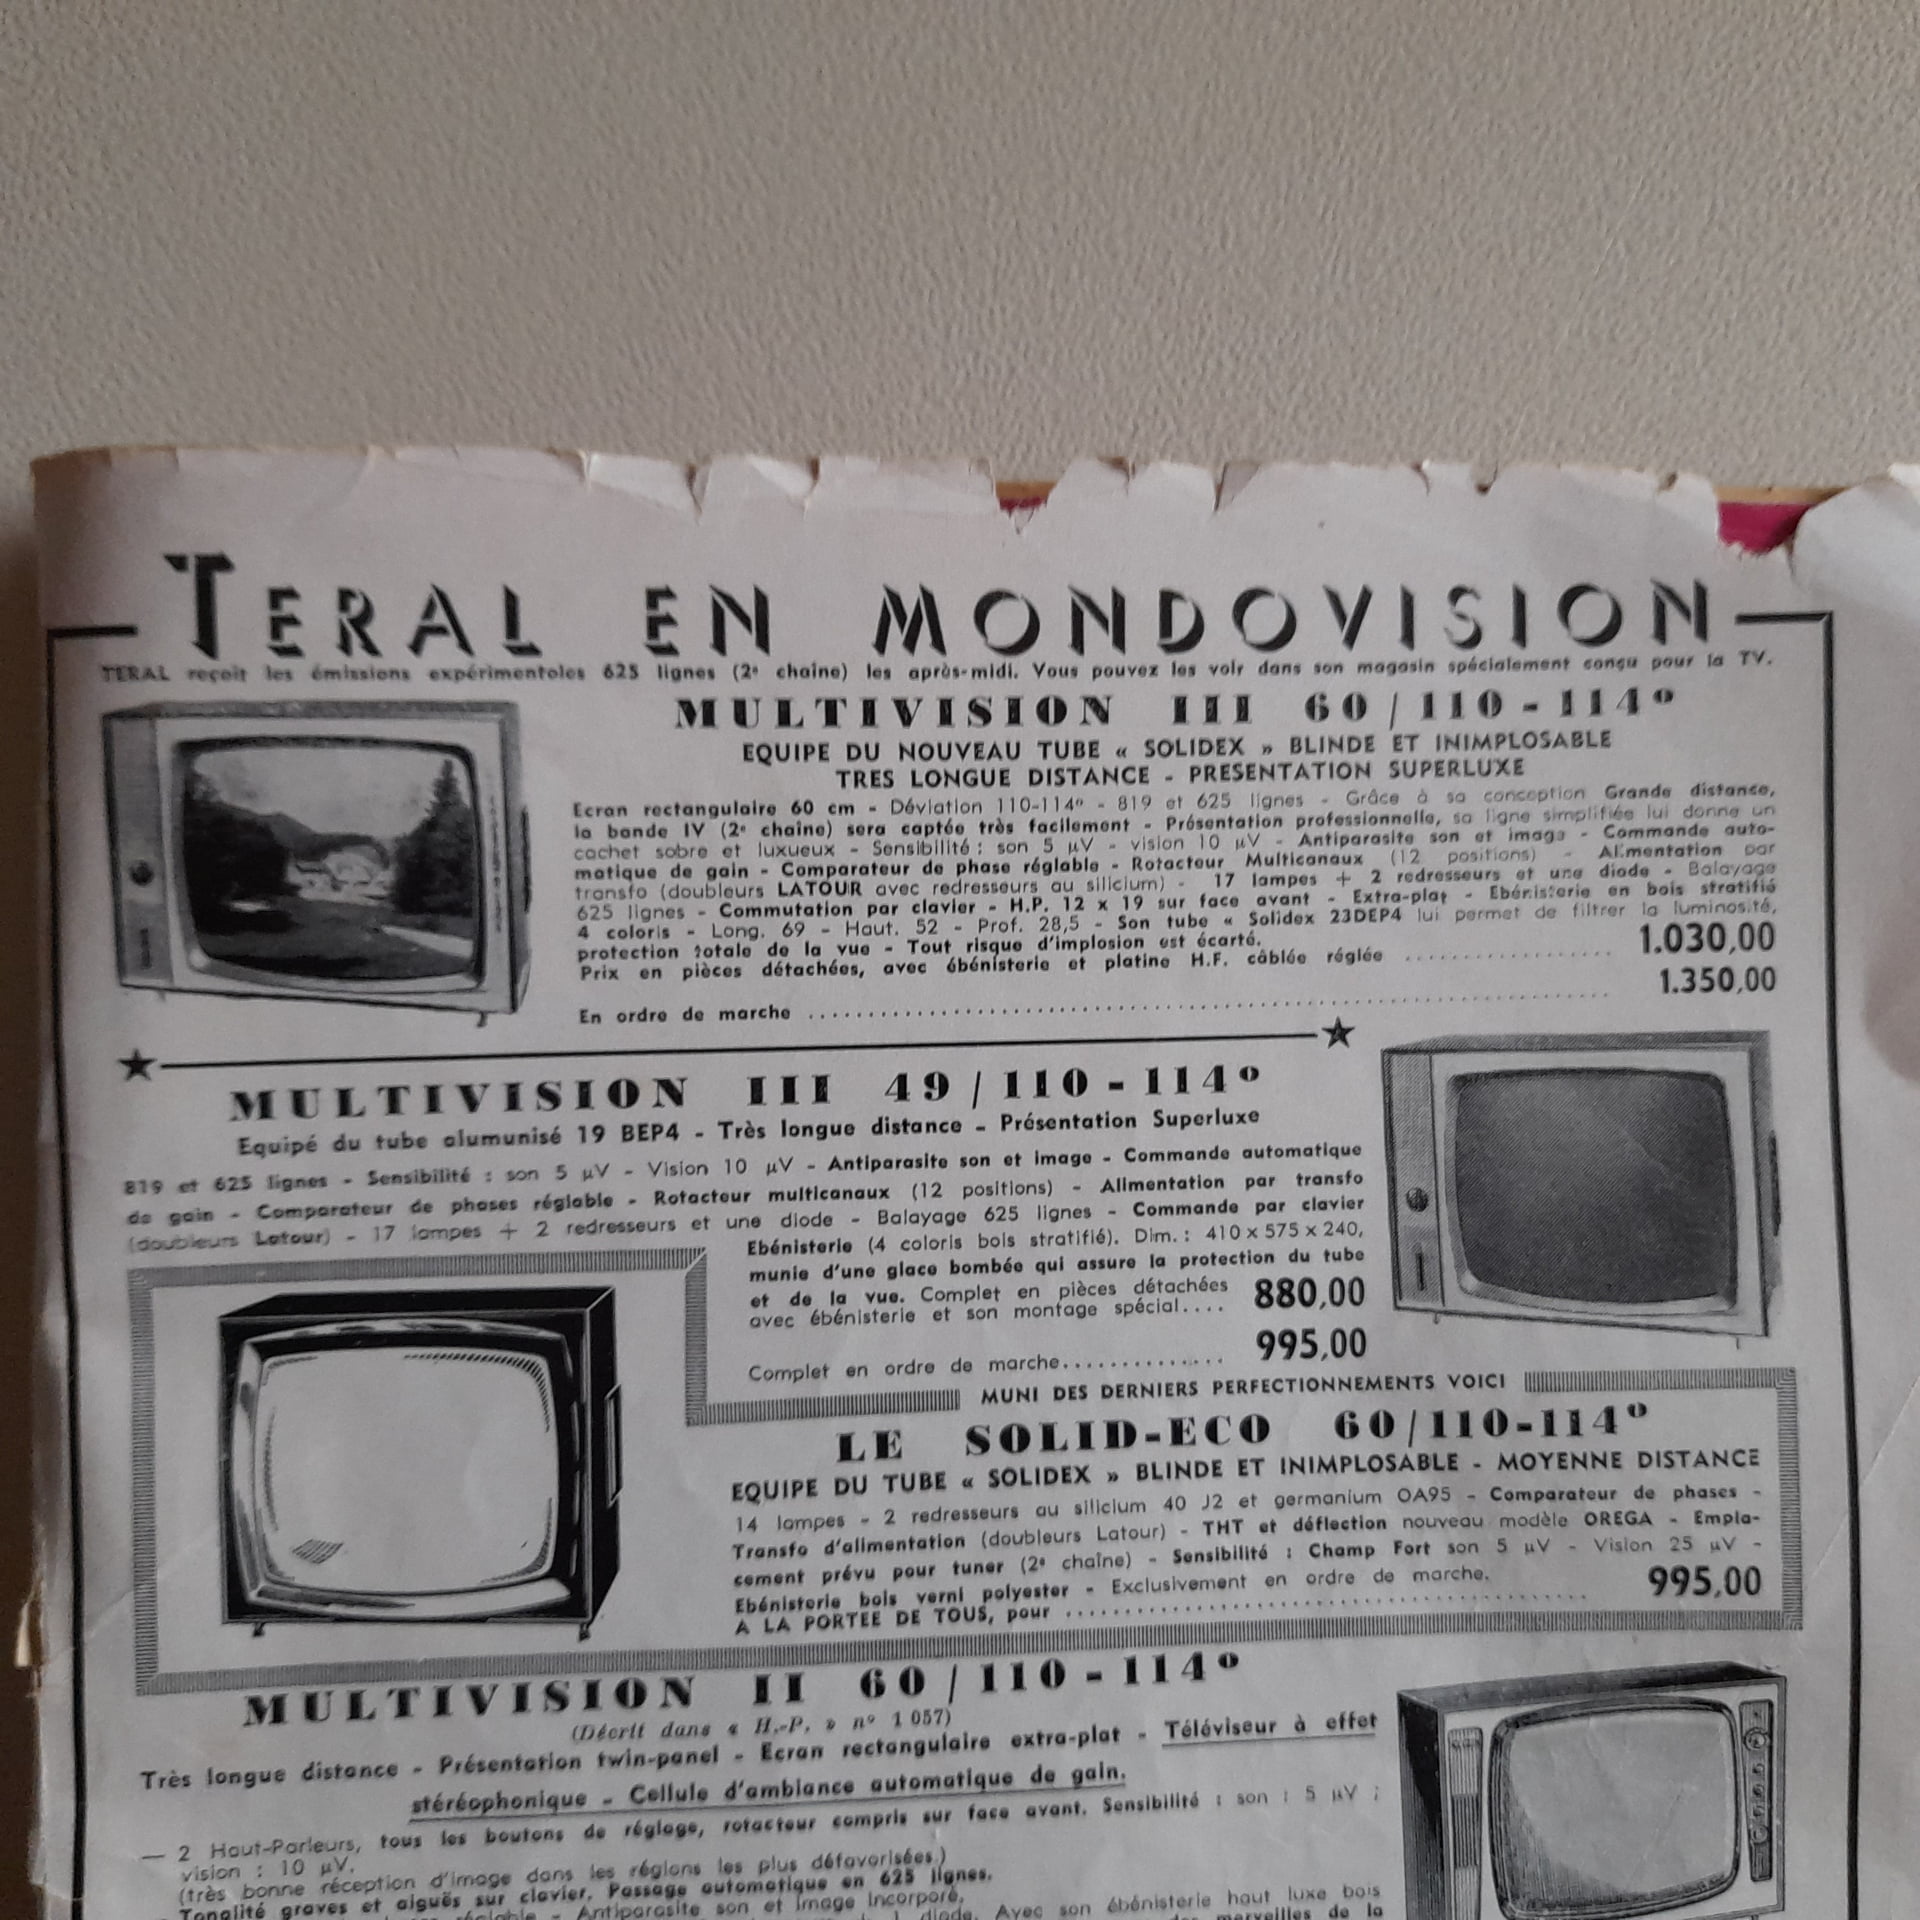 TERAL EN MONDOVISION
TERAL reçoit les émissions expérimentales 625 lignes (2e chaîne) les après-midi. Vous pouvez les voir dans son magasin spécialement conçu pour la TV.
MULTIVISION III 60/110-114°
EQUIPE DU NOUVEAU TUBE « SOLIDEX » BLINDE ET INIMPLOSABLE
TRES LONGUE DISTANCE - PRESENTATION SUPERLUXE
Ecran rectangulaire 60 cm - Déviation 110-114° - 819 et 625 lignes - Grâce à sa conception Grande distance,
la bande IV (2e chaîne) sera captée très facilement - Présentation professionnelle, sa ligne simplifiée lui donne un
cachet sobre et luxueux - Sensibilité : son 5 µV - vision 10 µV - Antiparasite son et image - Commande auto-
matique de gain - Comparateur de phase réglable - Rotacteur Multicanaux (12 positions) - Alimentation par
transfo (doubleurs LATOUR avec redresseurs au silicium) - 17 lampes + 2 redresseurs et une diode - Balayage
625 lignes - Commutation par clavier - H.P. 12 x 19 sur face avant - Extra-plat - Ebénisterie en bois stratifié
4 coloris - Long. 69 - Haut. 52 - Prof. 28,5 - Son tube « Solidex 23DEP4 lui permet de filtrer la luminosité,
protection totale de la vue - Tout risque d'implosion est écarté.
Prix en pièces détachées, avec ébénisterie et platine H.F. câblée réglée ................ 1.030,00
En ordre de marche ................ 1.350,00
MULTIVISION III 49/110-114°
Equipé du tube alumunisé 19 BEP4 - Très longue distance - Présentation Superluxe
819 et 625 lignes - Sensibilité : son 5 µV - Vision 10 µV - Antiparasite son et image - Commande automatique
de gain - Comparateur de phases réglable - Rotacteur multicanaux (12 positions) - Alimentation par transfo
(doubleurs Latour) - 17 lampes + 2 redresseurs et une diode - Balayage 625 lignes - Commande par clavier
Ebénisterie (4 coloris bois stratifié). Dim. : 410 x 575 x 240,
munie d'une glace bombée qui assure la protection du tube
et de la vue. Complet en pièces détachées
avec ébénisterie et son montage spécial.... 880,00
Complet en ordre de marche.............. 995,00
MUNI DES DERNIERS PERFECTIONNEMENTS VOICI
LE SOLID-ECO 60/110-114°
EQUIPE DU TUBE « SOLIDEX » BLINDE ET INIMPLOSABLE - MOYENNE DISTANCE
14 lampes - 2 redresseurs au silicium 40 J2 et germanium OA95 - Comparateur de phases -
Transfo d'alimentation (doubleurs Latour) - THT et déflection nouveau modèle OREGA - Empla-
cement prévu pour tuner (2e chaîne) - Sensibilité : Champ Fort son 5 µV - Vision 25 µV -
Ebénisterie bois verni polyester - Exclusivement en ordre de marche.
A LA PORTEE DE TOUS, pour ................ 995,00
MULTIVISION II 60/110-114°
(Décrit dans « H.-P. » n° 1 057)
Très longue distance - Présentation twin-panel - Ecran rectangulaire extra-plat - Téléviseur à effet
stéréophonique - Cellule d'ambiance automatique de gain.
— 2 Haut-Parleurs, tous les boutons de réglage, rotacteur compris sur face avant. Sensibilité : son : 5 µV ;
vision : 10 µV.
(très bonne réception d'image dans les régions les plus défavorisées.)
Tonalité graves et aiguës sur clavier. Passage automatique en 625 lignes.
réglable - Antiparasite son et Image Incorporé,
1 diode. Avec son ébénisterie haut luxe bois
merveilles de la